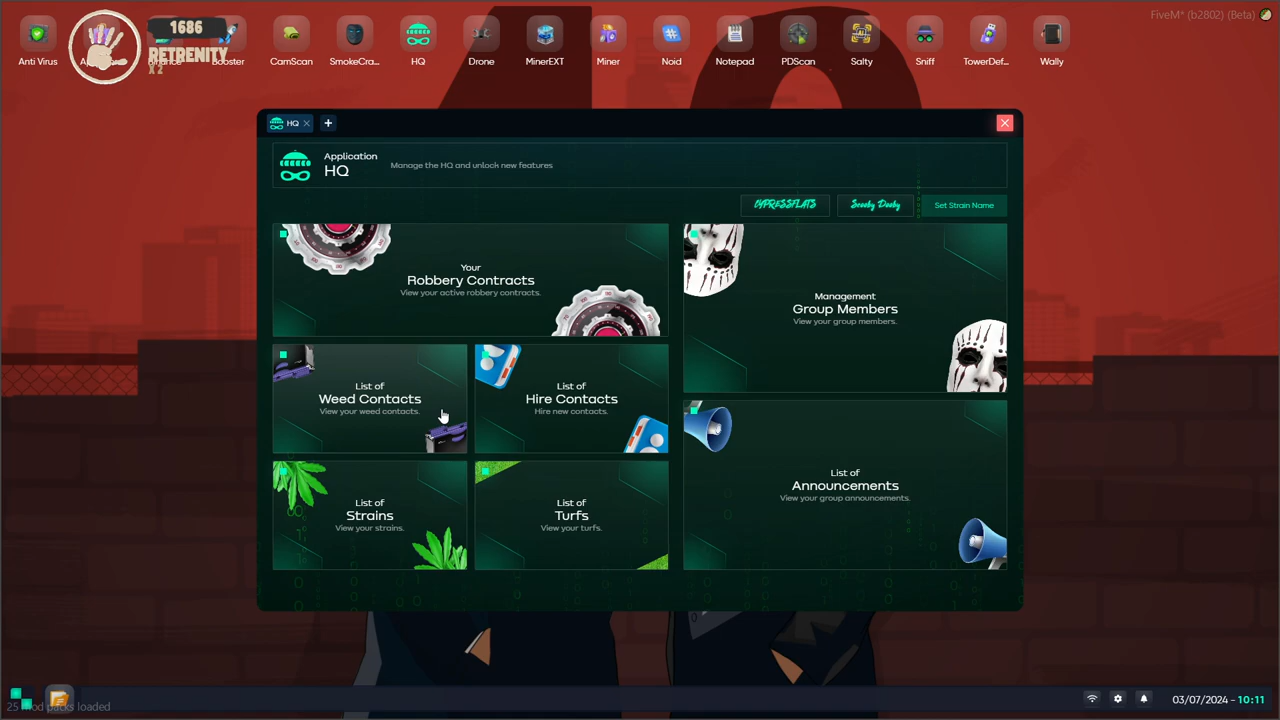 FiveM* (b2802) (Beta)
1686
RETRENITY
X 2
Anti Virus
Booster
CamScan
SmokeCra...
HQ
Drone
MinerEXT
Miner
Noid
Notepad
PDScan
Salty
Sniff
TowerDef...
Wally
HQ
Application
HQ
Manage the HQ and unlock new features
CYPRESSFLATS
Scooby Dooby
Set Strain Name
Your
Robbery Contracts
View your active robbery contracts.
Management
Group Members
View your group members.
List of
Weed Contacts
View your weed contacts.
List of
Hire Contacts
Hire new contacts.
List of
Announcements
View your group announcements.
List of
Strains
View your strains.
List of
Turfs
View your turfs.
25 mod packs loaded
03/07/2024 - 10:11